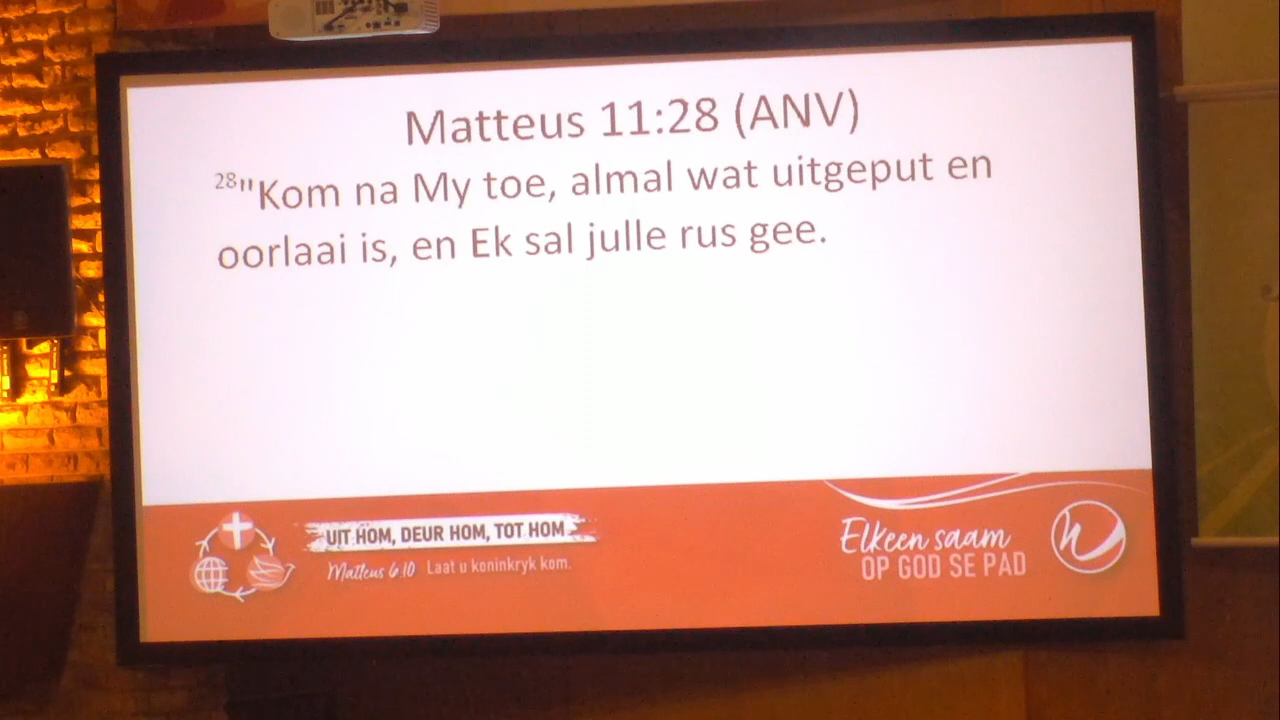 Matteus 11:28 (ANV)
28"Kom na My toe, almal wat uitgeput en
oorlaai is, en Ek sal julle rus gee.
UIT HOM, DEUR HOM, TOT HOM
Matteus 6:10 Laat u koninkryk kom.
Elkeen saam
OP GOD SE PAD